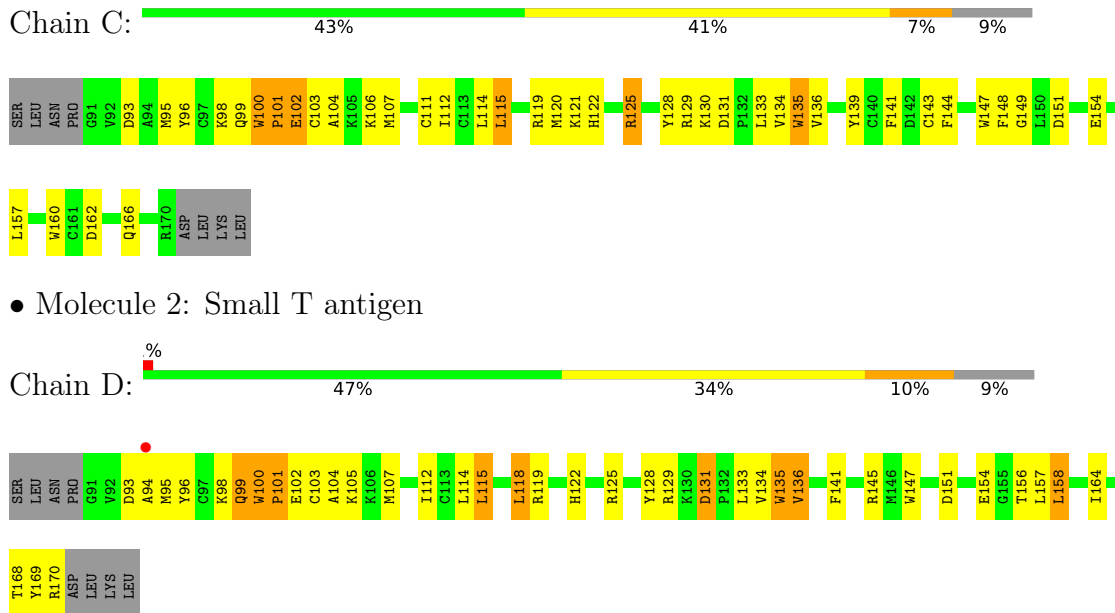 Chain C:
43% 41% 7% 9%
SER LEU ASN PRO G91 V92 D93 A94 M95 Y96 C97 K98 Q99 W100 P101 E102 C103 A104 K105 K106 M107 C111 I112 C113 L114 L115 R119 M120 K121 H122 R125 Y128 R129 K130 D131 P132 L133 V134 W135 V136 Y139 C140 F141 D142 C143 F144 W147 F148 G149 L150 D151 E154
L157 W160 C161 D162 Q166 R170 ASP LEU LYS LEU
• Molecule 2: Small T antigen
.%
Chain D:
47% 34% 10% 9%
SER LEU ASN PRO G91 V92 D93 A94 M95 Y96 C97 K98 Q99 W100 P101 E102 C103 A104 K105 K106 M107 I112 C113 L114 L115 L118 R119 H122 R125 Y128 R129 K130 D131 P132 L133 V134 W135 V136 F141 R145 M146 W147 D151 E154 G155 T156 L157 L158 I164
T168 Y169 R170 ASP LEU LYS LEU